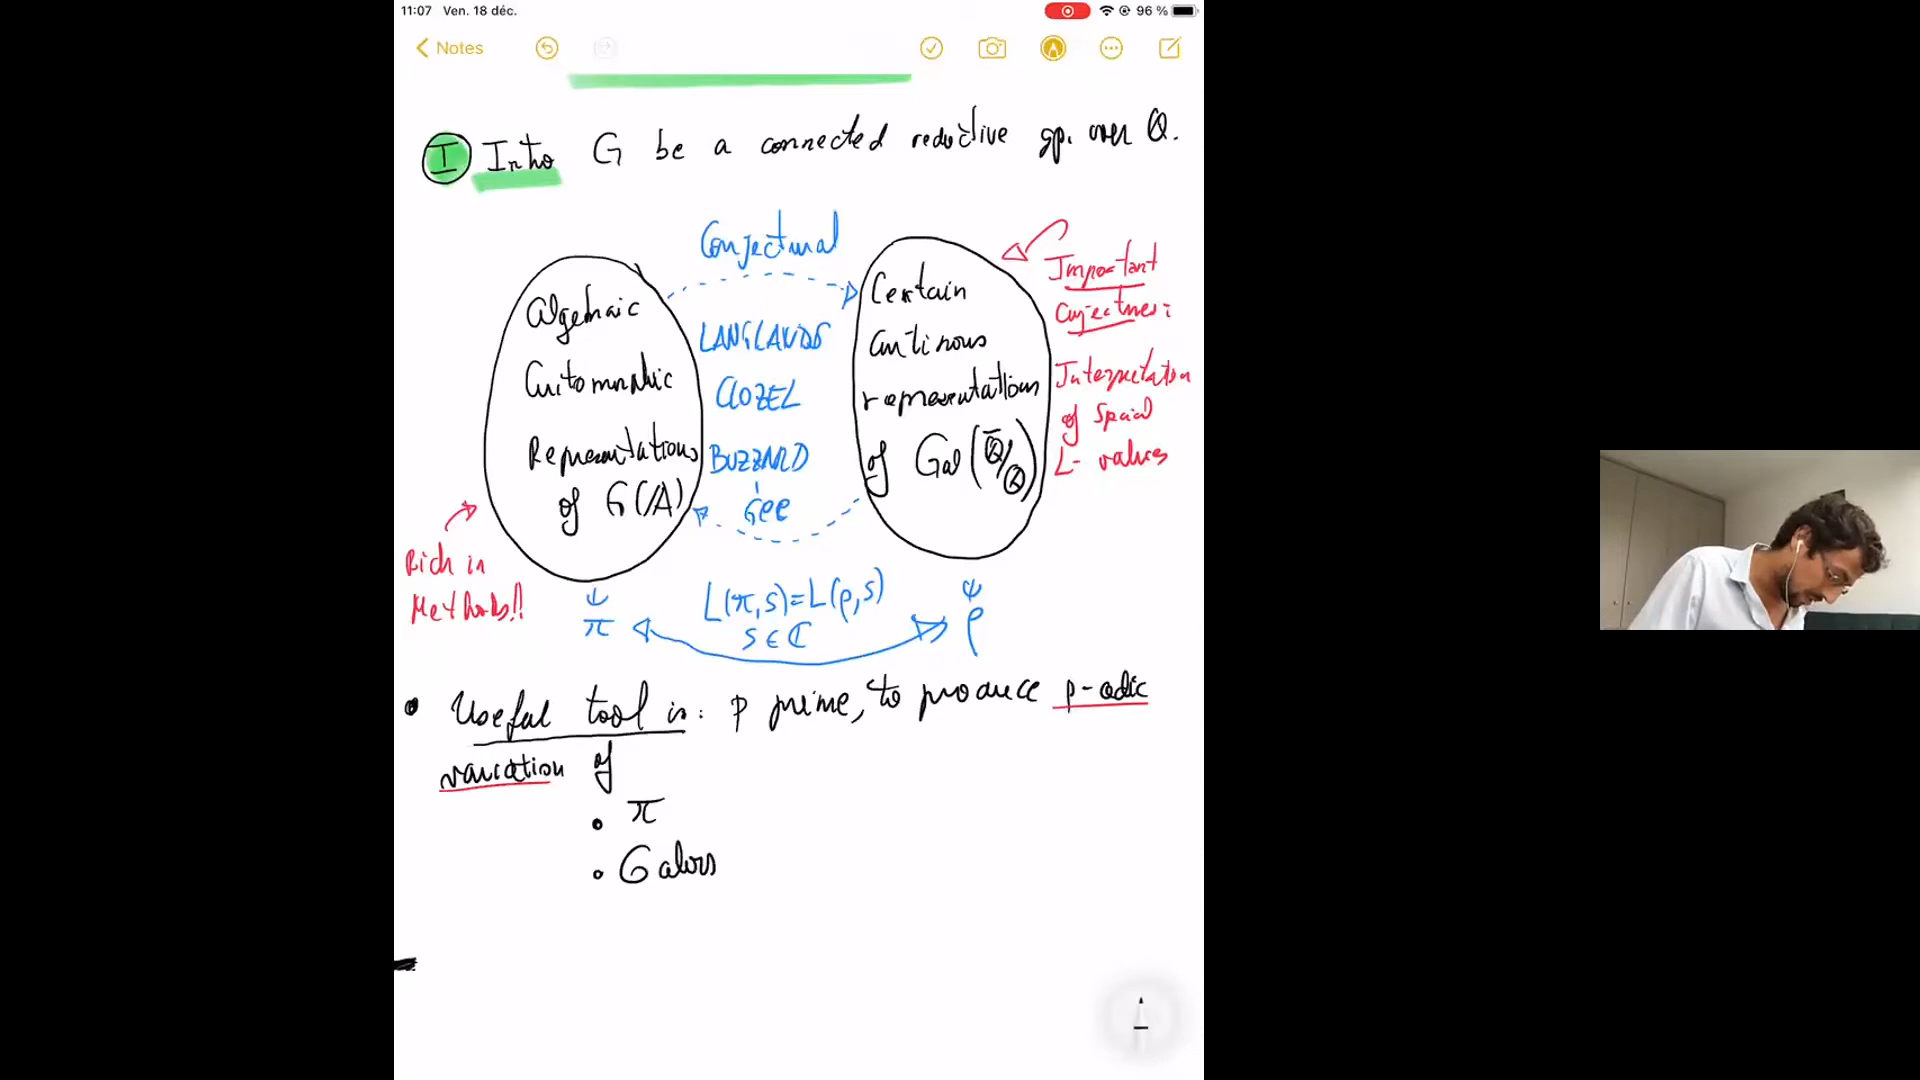 11:07 Ven. 18 déc.
96 %
Notes
I Intro G be a connected reductive gp. over Q.
Conjectural
Algebraic
Automorphic
Representations
of G(A)
LANGLANDS
CLOZEL
BUZZARD
Gee
Certain
continous
representations
of Gal(Q̄/Q)
Important
conjectures:
Interpretation
of special
L-values
Rich in
Methods!!
π
L(π,s)=L(ρ,s)
s∈ℂ
ρ
• Useful tool is: p prime, to produce p-adic
variation of
• π
• Galois